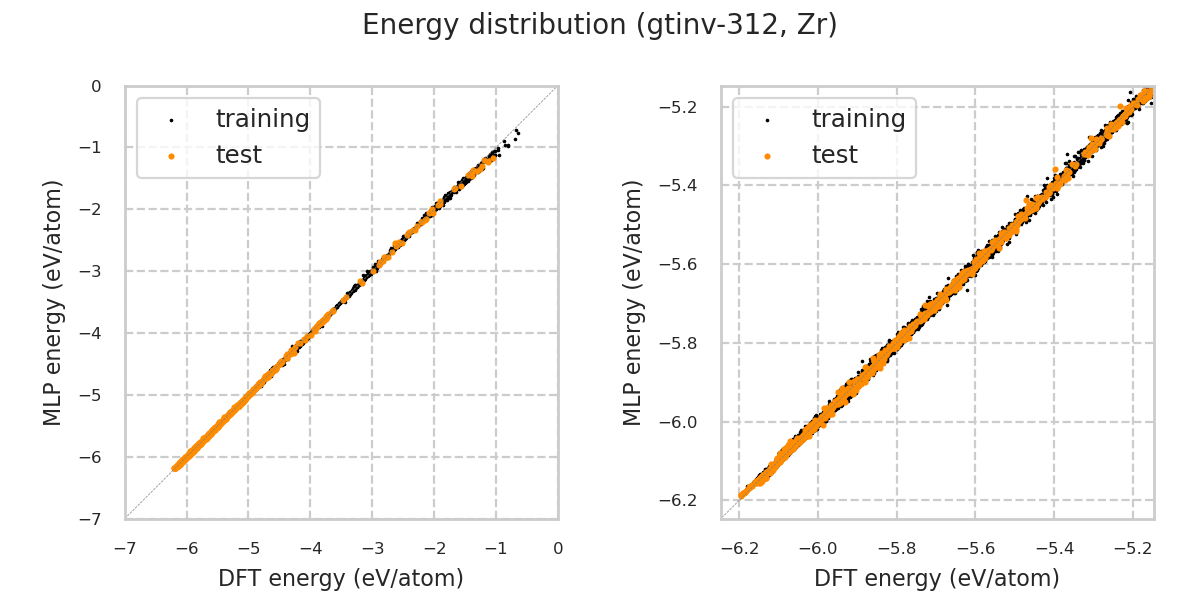 Energy distribution (gtinv-312, Zr)
training
test
0
−1
−2
−3
−4
−5
−6
−7
−7 −6 −5 −4 −3 −2 −1 0
DFT energy (eV/atom)
MLP energy (eV/atom)
training
test
−5.2
−5.4
−5.6
−5.8
−6.0
−6.2
−6.2 −6.0 −5.8 −5.6 −5.4 −5.2
DFT energy (eV/atom)
MLP energy (eV/atom)